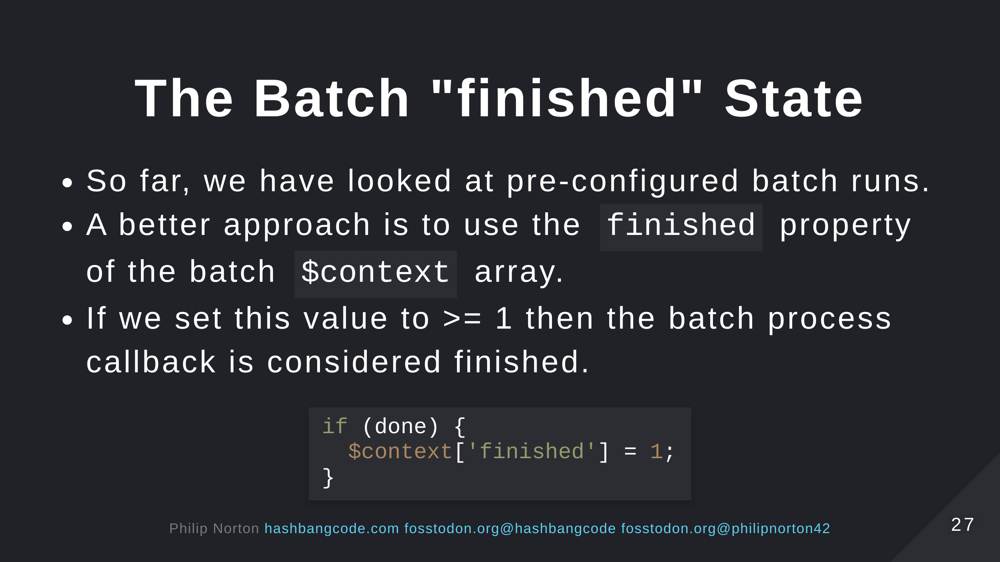 The Batch "finished" State
• So far, we have looked at pre-configured batch runs.
• A better approach is to use the finished property
of the batch $context array.
• If we set this value to >= 1 then the batch process
callback is considered finished.
if (done) {
  $context['finished'] = 1;
}
Philip Norton hashbangcode.com fosstodon.org@hashbangcode fosstodon.org@philipnorton42
27